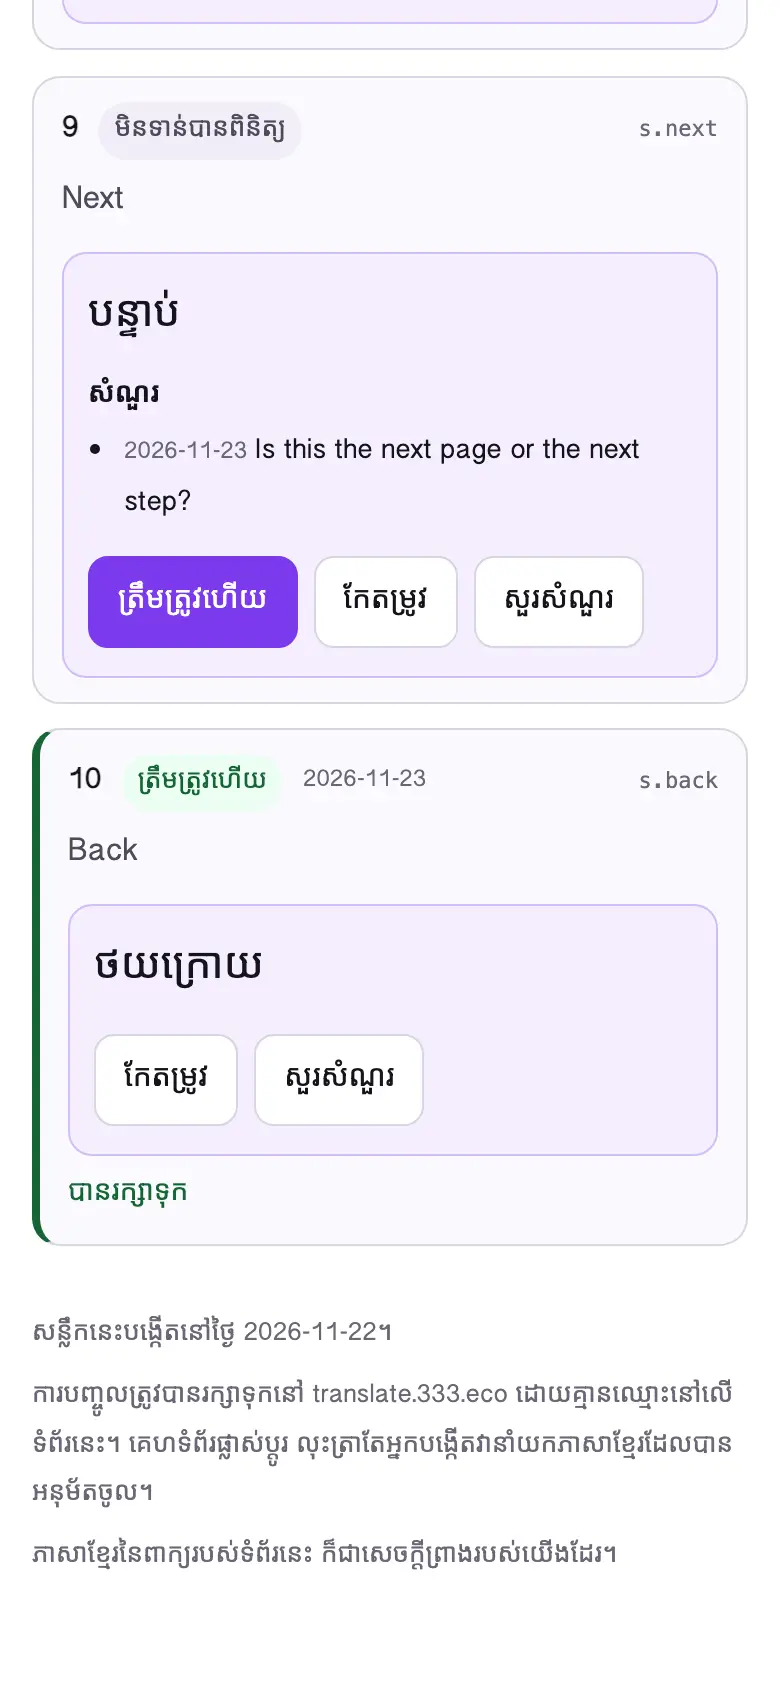 9 មិនទាន់បានពិនិត្យ s.next
Next
បន្ទាប់
សំណួរ
• 2026-11-23 Is this the next page or the next
step?
ត្រឹមត្រូវហើយ កែតម្រូវ សួរសំណួរ
10 ត្រឹមត្រូវហើយ 2026-11-23 s.back
Back
ថយក្រោយ
កែតម្រូវ សួរសំណួរ
បានរក្សាទុក
សន្លឹកនេះបង្កើតនៅថ្ងៃ 2026-11-22។
ការបញ្ចូលត្រូវបានរក្សាទុកនៅ translate.333.eco ដោយគ្មានឈ្មោះនៅលើ
ទំព័រនេះ។ គេហទំព័រផ្លាស់ប្តូរ លុះត្រាតែអ្នកបង្កើតវានាំយកភាសាខ្មែរដែលបាន
អនុម័តចូល។
ភាសាខ្មែរនៃពាក្យរបស់ទំព័រនេះ ក៏ជាសេចក្តីព្រាងរបស់យើងដែរ។